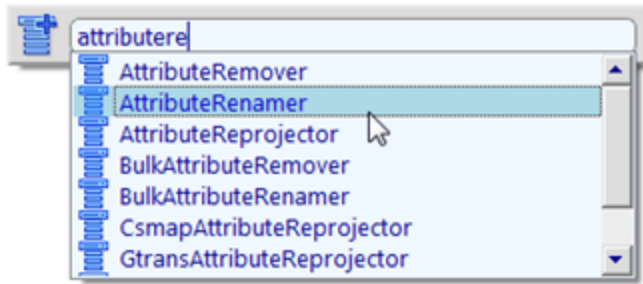 attributere
AttributeRemover
AttributeRenamer
AttributeReprojector
BulkAttributeRemover
BulkAttributeRenamer
CsmapAttributeReprojector
GtransAttributeReprojector